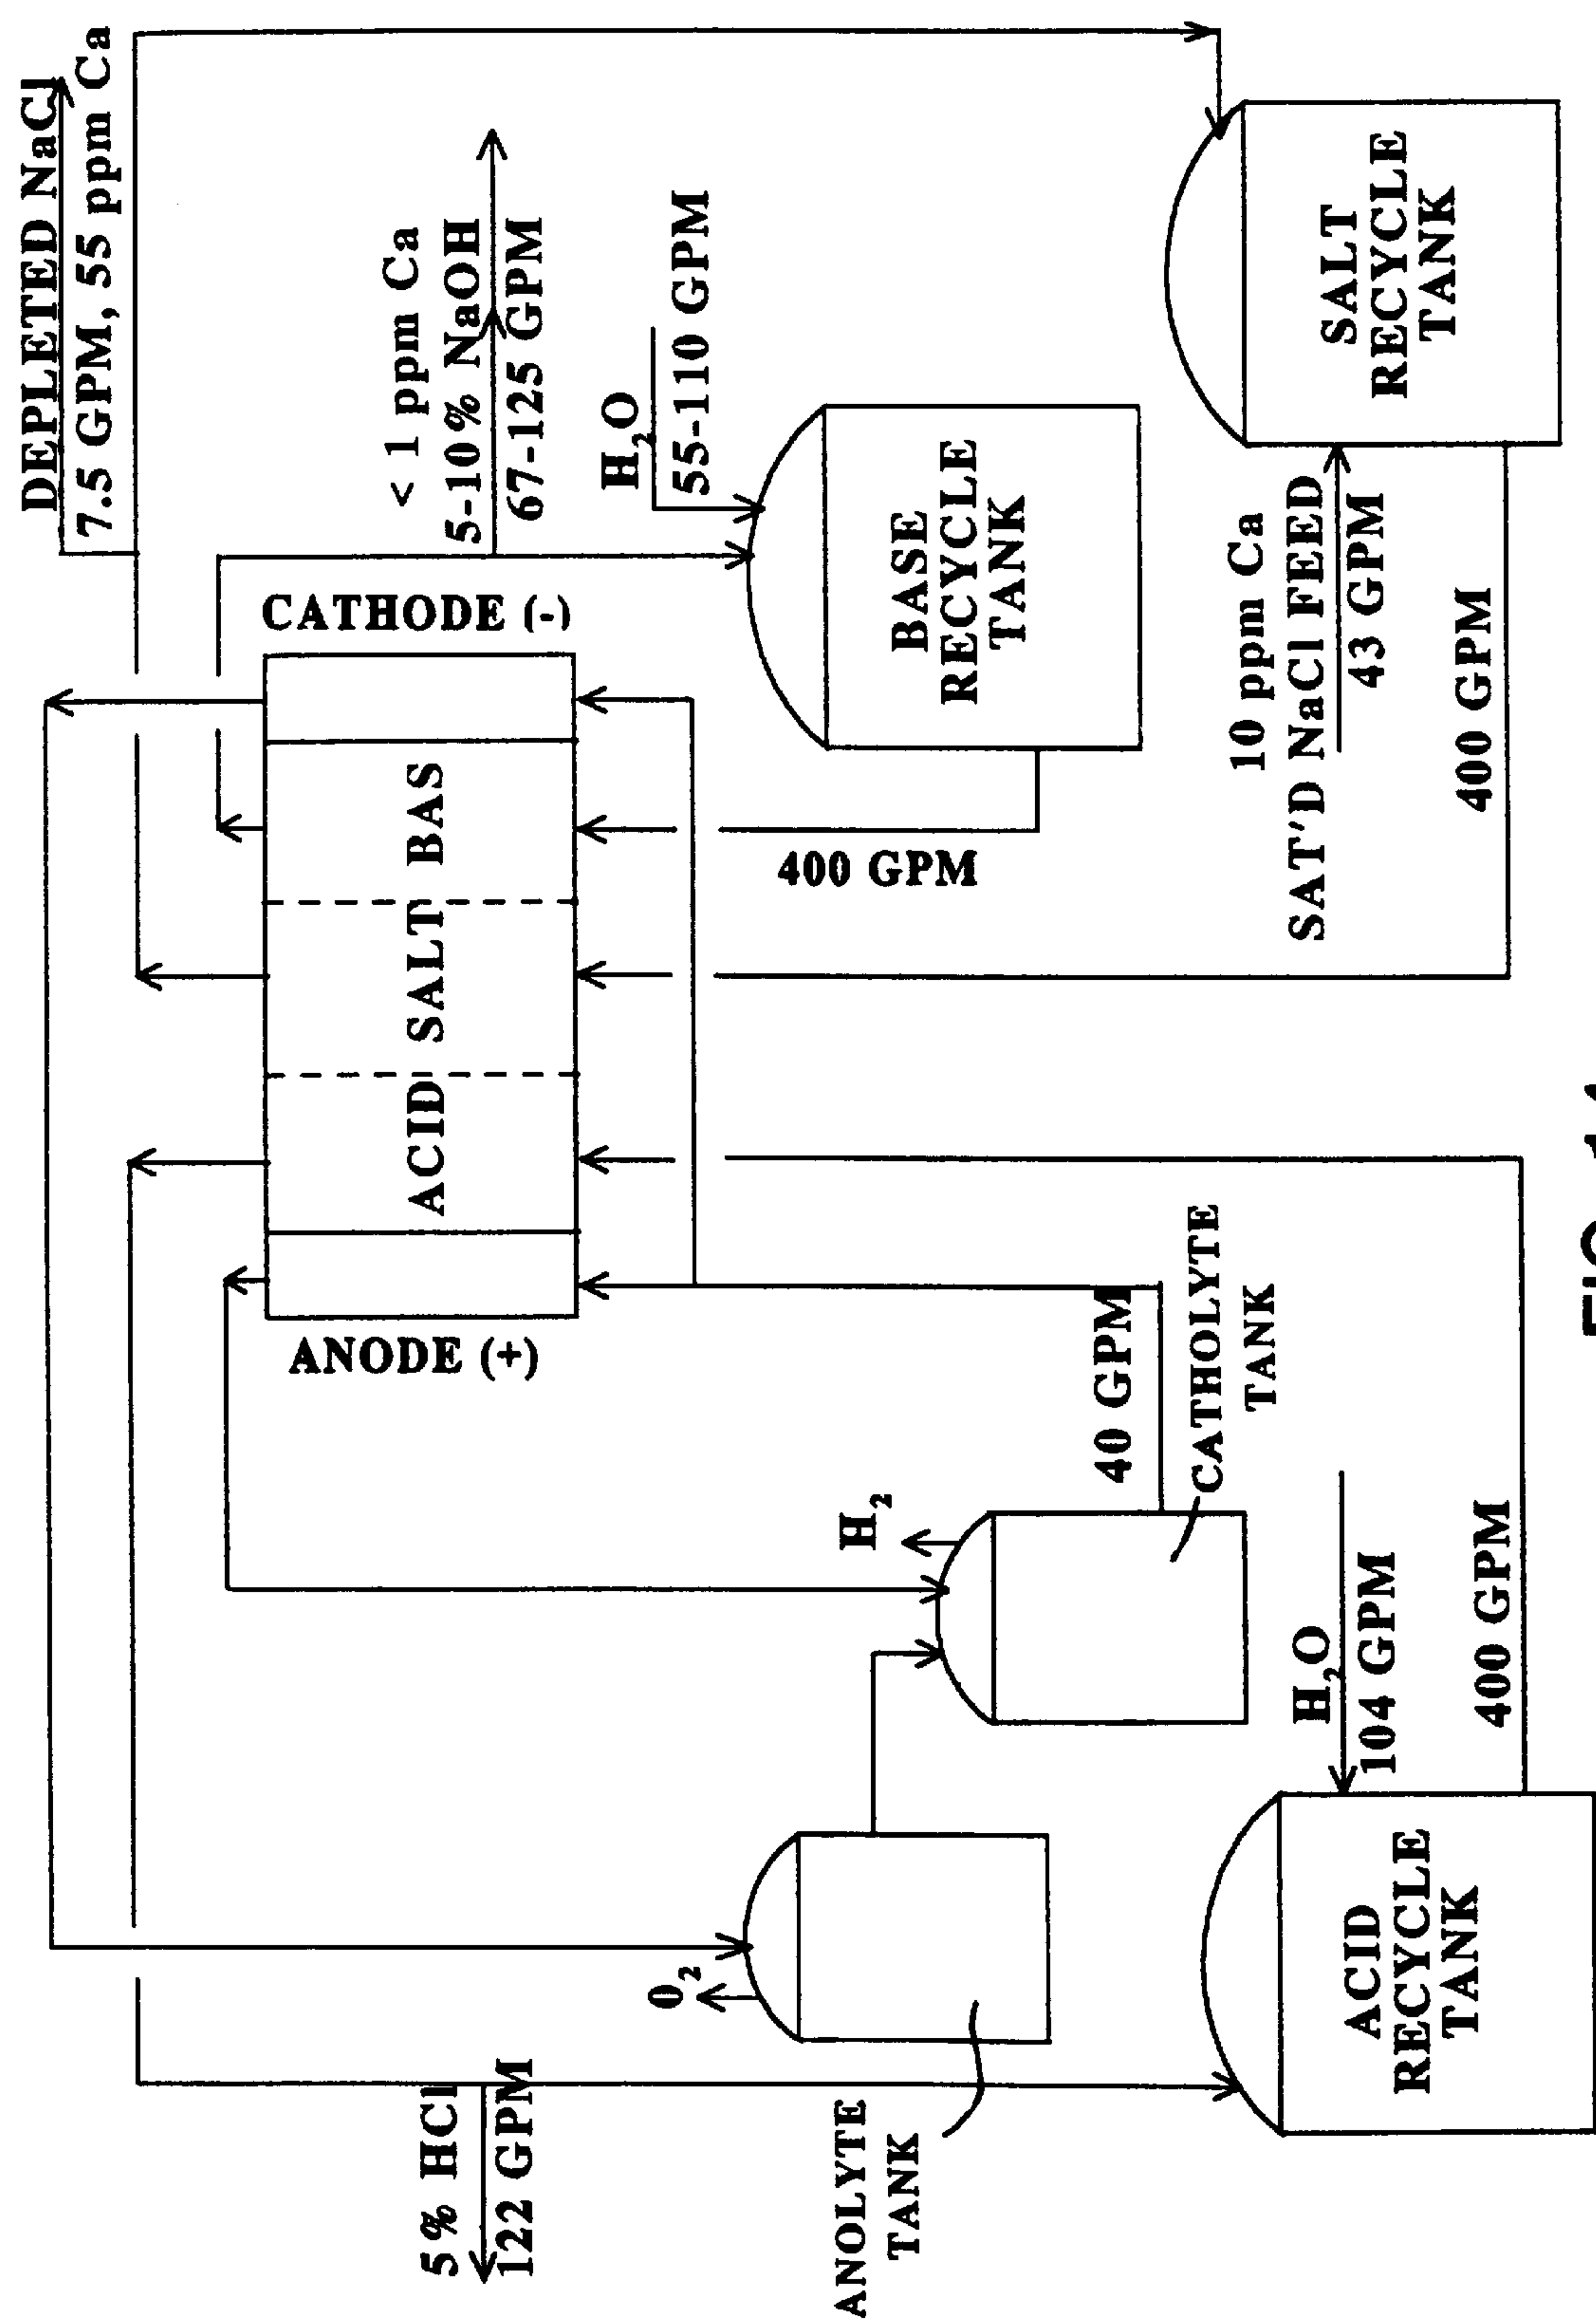 DEPLETED NaCl
7.5 GPM, 55 ppm Ca
5% HCl
122 GPM
< 1 ppm Ca
5-10% NaOH
67-125 GPM
ANODE (+)
ACID
SALT
BAS
CATHODE (-)
H₂O
55-110 GPM
O₂
H₂
400 GPM
BASE
RECYCLE
TANK
ANOLYTE
TANK
40 GPM
CATHOLYTE
TANK
10 ppm Ca
SAT'D NaCl FEED
43 GPM
SALT
RECYCLE
TANK
H₂O
104 GPM
ACID
RECYCLE
TANK
400 GPM
400 GPM